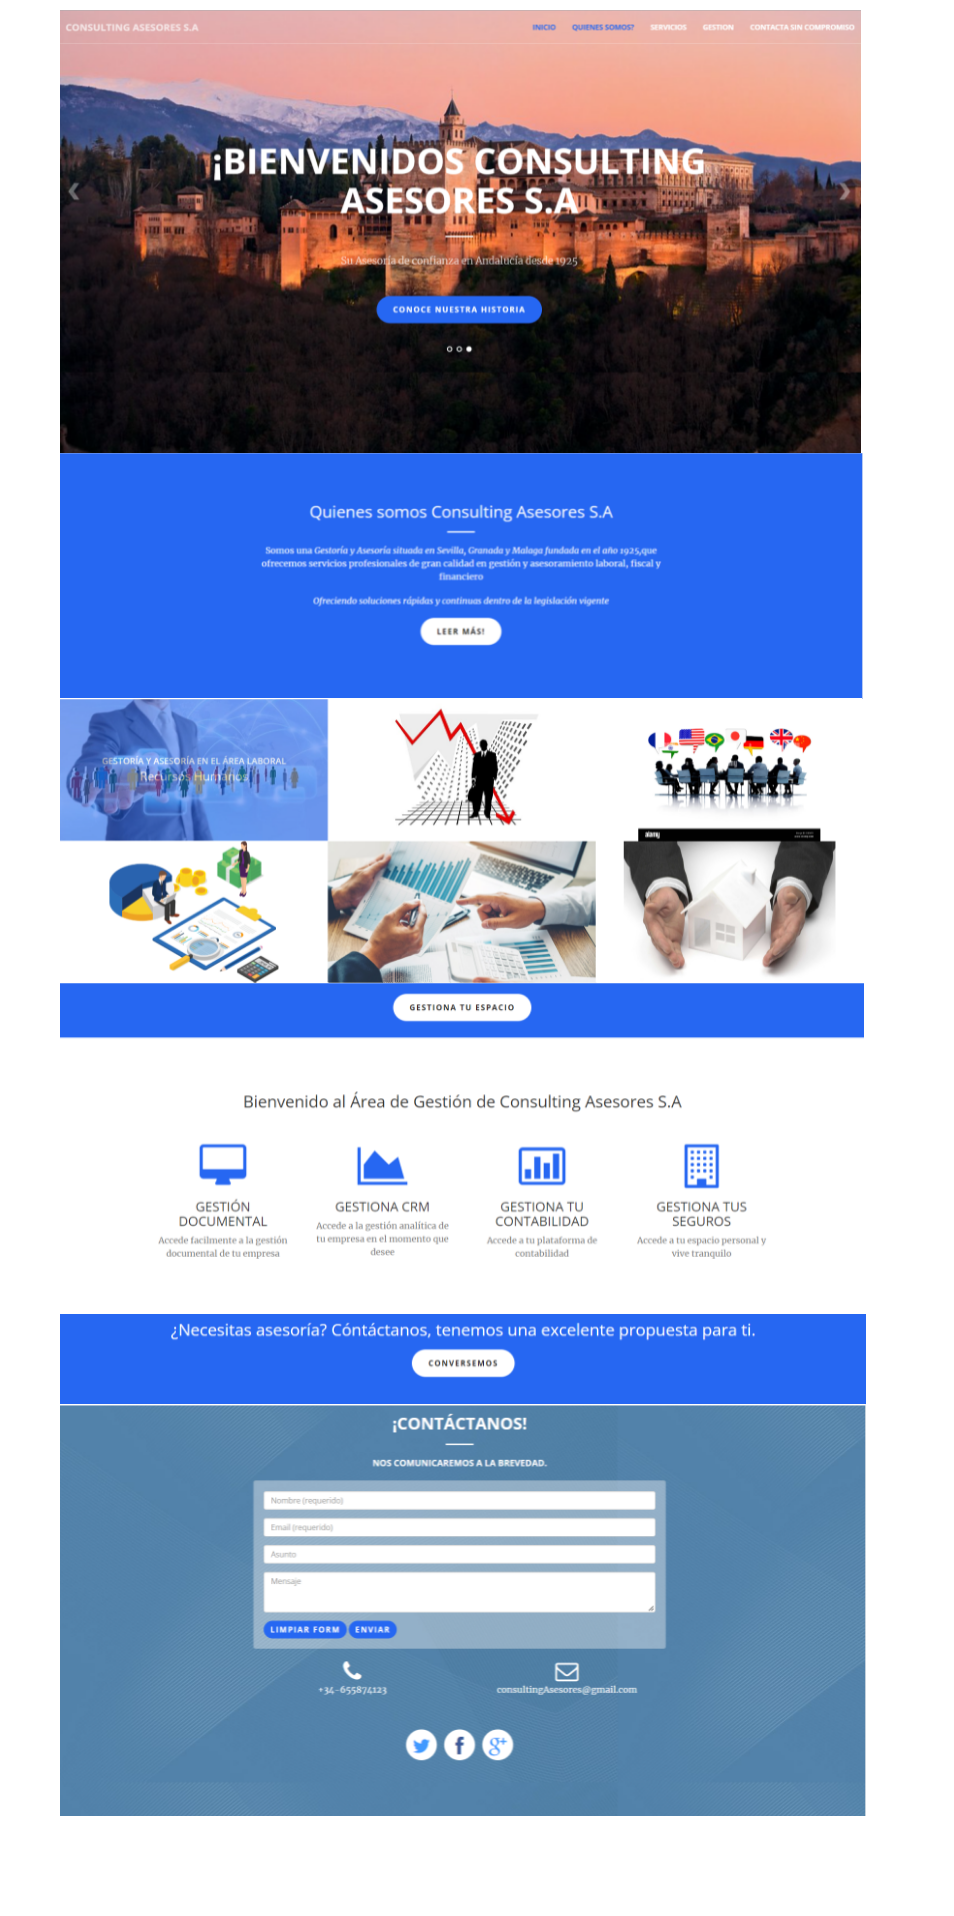 CONSULTING ASESORES S.A
INICIO QUIENES SOMOS? SERVICIOS GESTION CONTACTA SIN COMPROMISO
¡BIENVENIDOS CONSULTING
ASESORES S.A
Su Asesoría de confianza en Andalucía desde 1925
CONOCE NUESTRA HISTORIA
Quienes somos Consulting Asesores S.A
Somos una Gestoría y Asesoría situada en Sevilla, Granada y Malaga fundada en el año 1925,que
ofrecemos servicios profesionales de gran calidad en gestión y asesoramiento laboral, fiscal y
financiero
Ofreciendo soluciones rápidas y continuas dentro de la legislación vigente
LEER MÁS!
GESTORÍA Y ASESORÍA EN EL ÁREA LABORAL
Recursos Humanos
alamy
GESTIONA TU ESPACIO
Bienvenido al Área de Gestión de Consulting Asesores S.A
GESTIÓN
DOCUMENTAL
Accede facilmente a la gestión
documental de tu empresa
GESTIONA CRM
Accede a la gestión analítica de
tu empresa en el momento que
desee
GESTIONA TU
CONTABILIDAD
Accede a tu plataforma de
contabilidad
GESTIONA TUS
SEGUROS
Accede a tu espacio personal y
vive tranquilo
¿Necesitas asesoría? Cóntáctanos, tenemos una excelente propuesta para ti.
CONVERSEMOS
¡CONTÁCTANOS!
NOS COMUNICAREMOS A LA BREVEDAD.
Nombre (requerido)
Email (requerido)
Asunto
Mensaje
LIMPIAR FORM ENVIAR
+34-655874123
consultingAsesores@gmail.com